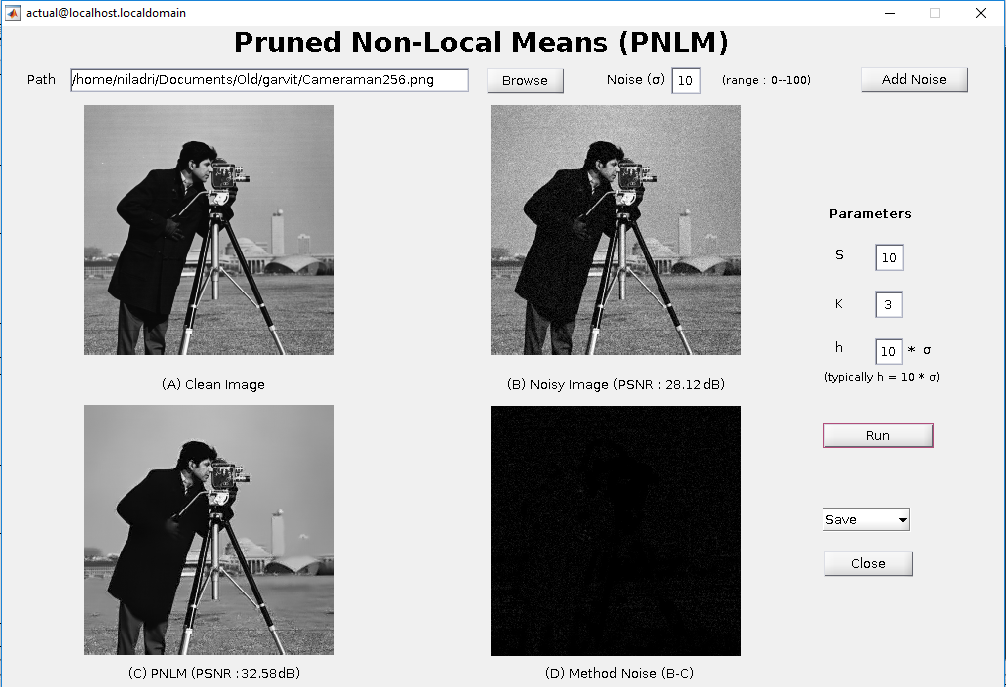 actual@localhost.localdomain
Pruned Non-Local Means (PNLM)
Path /home/niladri/Documents/Old/garvit/Cameraman256.png Browse Noise (σ) 10 (range : 0--100) Add Noise
(A) Clean Image
(B) Noisy Image (PSNR : 28.12dB)
Parameters
S 10
K 3
h 10 * σ
(typically h = 10 * σ)
Run
Save
Close
(C) PNLM (PSNR :32.58dB)
(D) Method Noise (B-C)